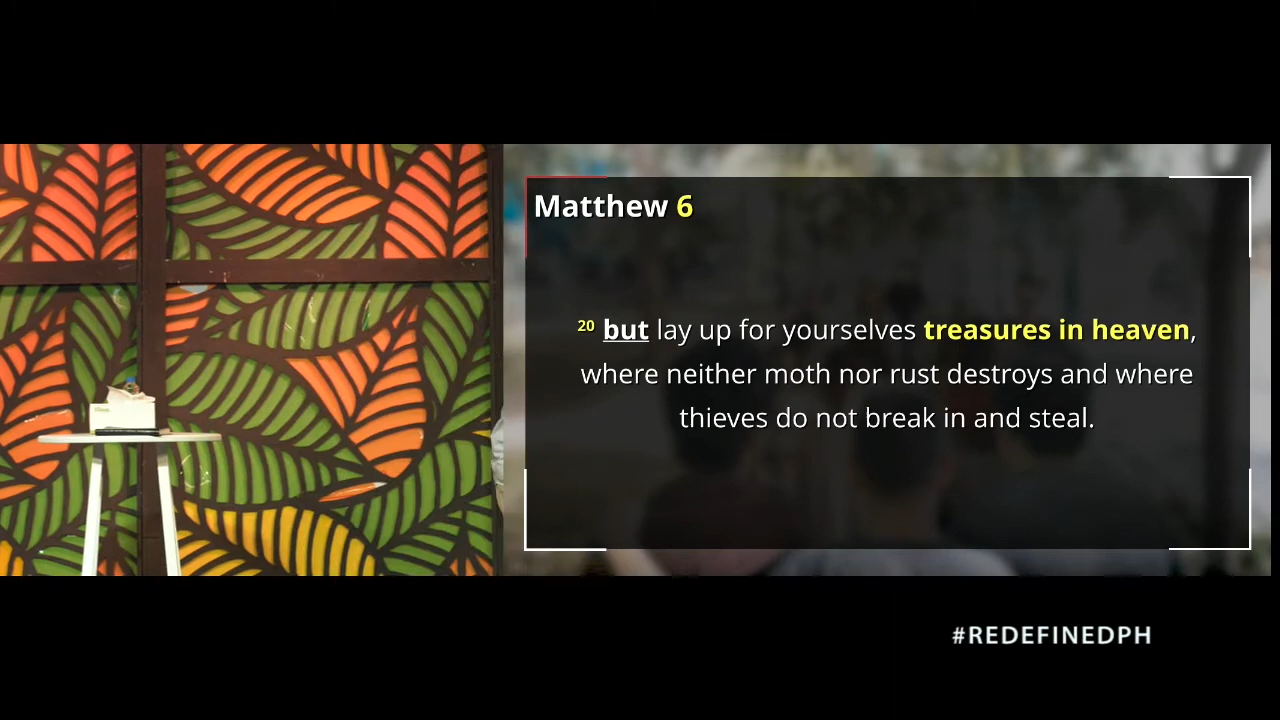 Matthew 6
20 but lay up for yourselves treasures in heaven,
where neither moth nor rust destroys and where
thieves do not break in and steal.
#REDEFINEDPH